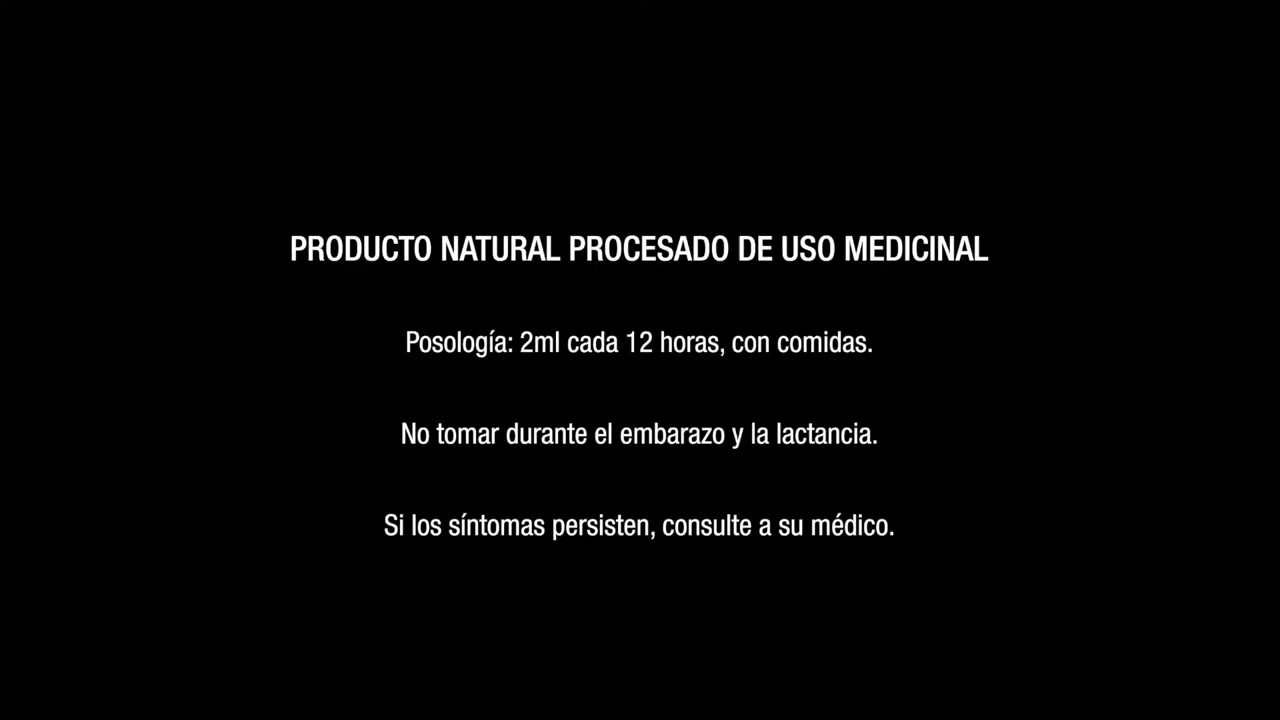 PRODUCTO NATURAL PROCESADO DE USO MEDICINAL
Posología: 2ml cada 12 horas, con comidas.
No tomar durante el embarazo y la lactancia.
Si los síntomas persisten, consulte a su médico.